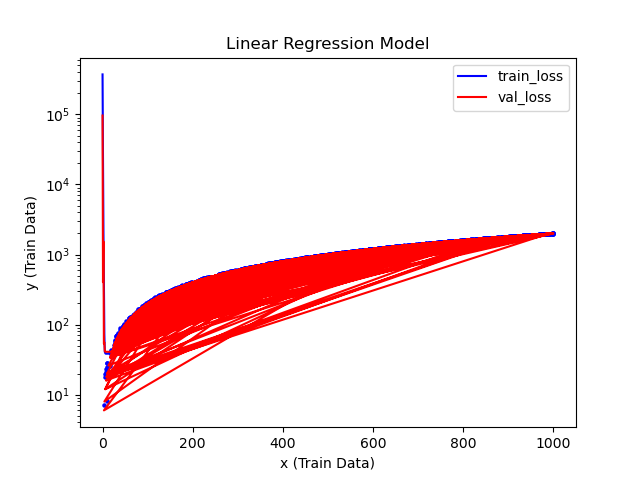 Linear Regression Model
train_loss
val_loss
y (Train Data)
10^5
10^4
10^3
10^2
10^1
0 200 400 600 800 1000
x (Train Data)